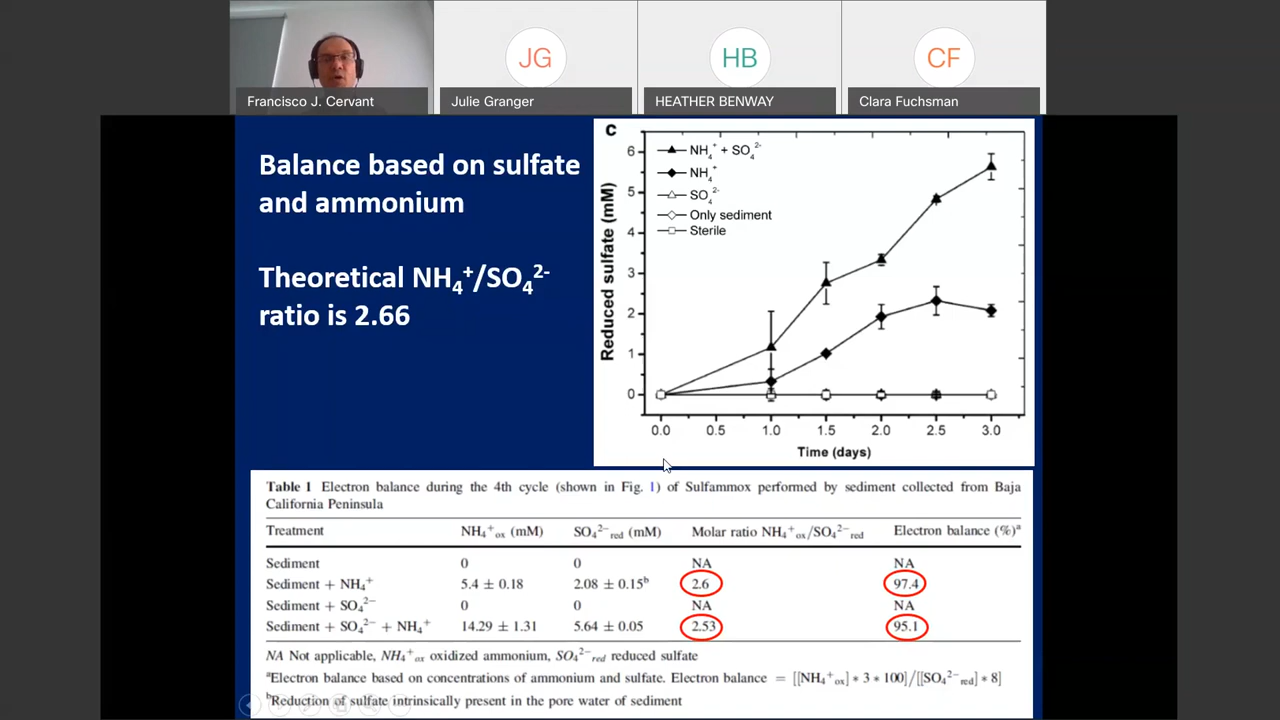 JG
HB
CF
Francisco J. Cervant
Julie Granger
HEATHER BENWAY
Clara Fuchsman
Balance based on sulfate
and ammonium
Theoretical NH₄⁺/SO₄²⁻
ratio is 2.66
C
NH₄⁺ + SO₄²⁻
NH₄⁺
SO₄²⁻
Only sediment
Sterile
Reduced sulfate (mM)
6
5
4
3
2
1
0
0.0 0.5 1.0 1.5 2.0 2.5 3.0
Time (days)
Table 1 Electron balance during the 4th cycle (shown in Fig. 1) of Sulfammox performed by sediment collected from Baja
California Peninsula
Treatment NH₄⁺ox (mM) SO₄²⁻red (mM) Molar ratio NH₄⁺ox/SO₄²⁻red Electron balance (%)ᵃ
Sediment 0 0 NA NA
Sediment + NH₄⁺ 5.4 ± 0.18 2.08 ± 0.15ᵇ 2.6 97.4
Sediment + SO₄²⁻ 0 0 NA NA
Sediment + SO₄²⁻ + NH₄⁺ 14.29 ± 1.31 5.64 ± 0.05 2.53 95.1
NA Not applicable, NH₄⁺ox oxidized ammonium, SO₄²⁻red reduced sulfate
ᵃElectron balance based on concentrations of ammonium and sulfate. Electron balance = [[NH₄⁺ox] * 3 * 100]/[[SO₄²⁻red] * 8]
ᵇReduction of sulfate intrinsically present in the pore water of sediment